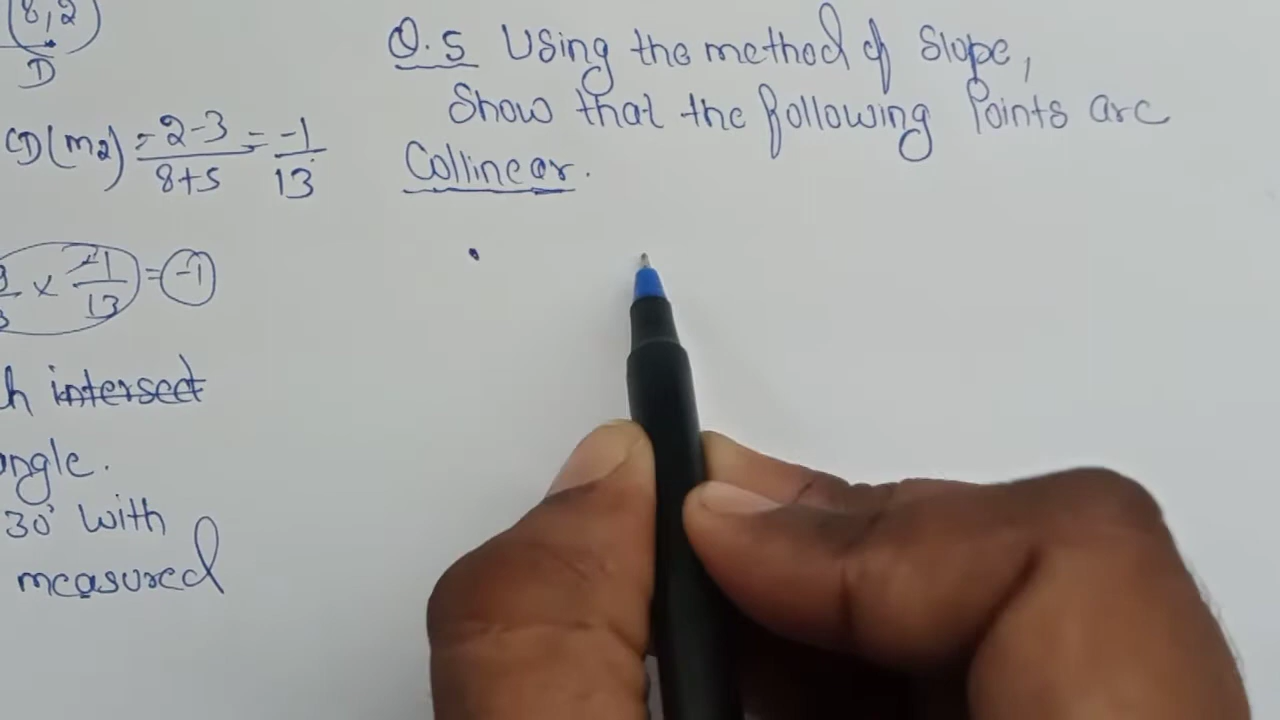 (8,2)
D
CD(m2) = 2-3/8+5 = -1/13
× -1/13 = -1
h intersect
ongle.
30° With
measured
Q.5 Using the method of Slope,
Show that the following Points are
Collinear.